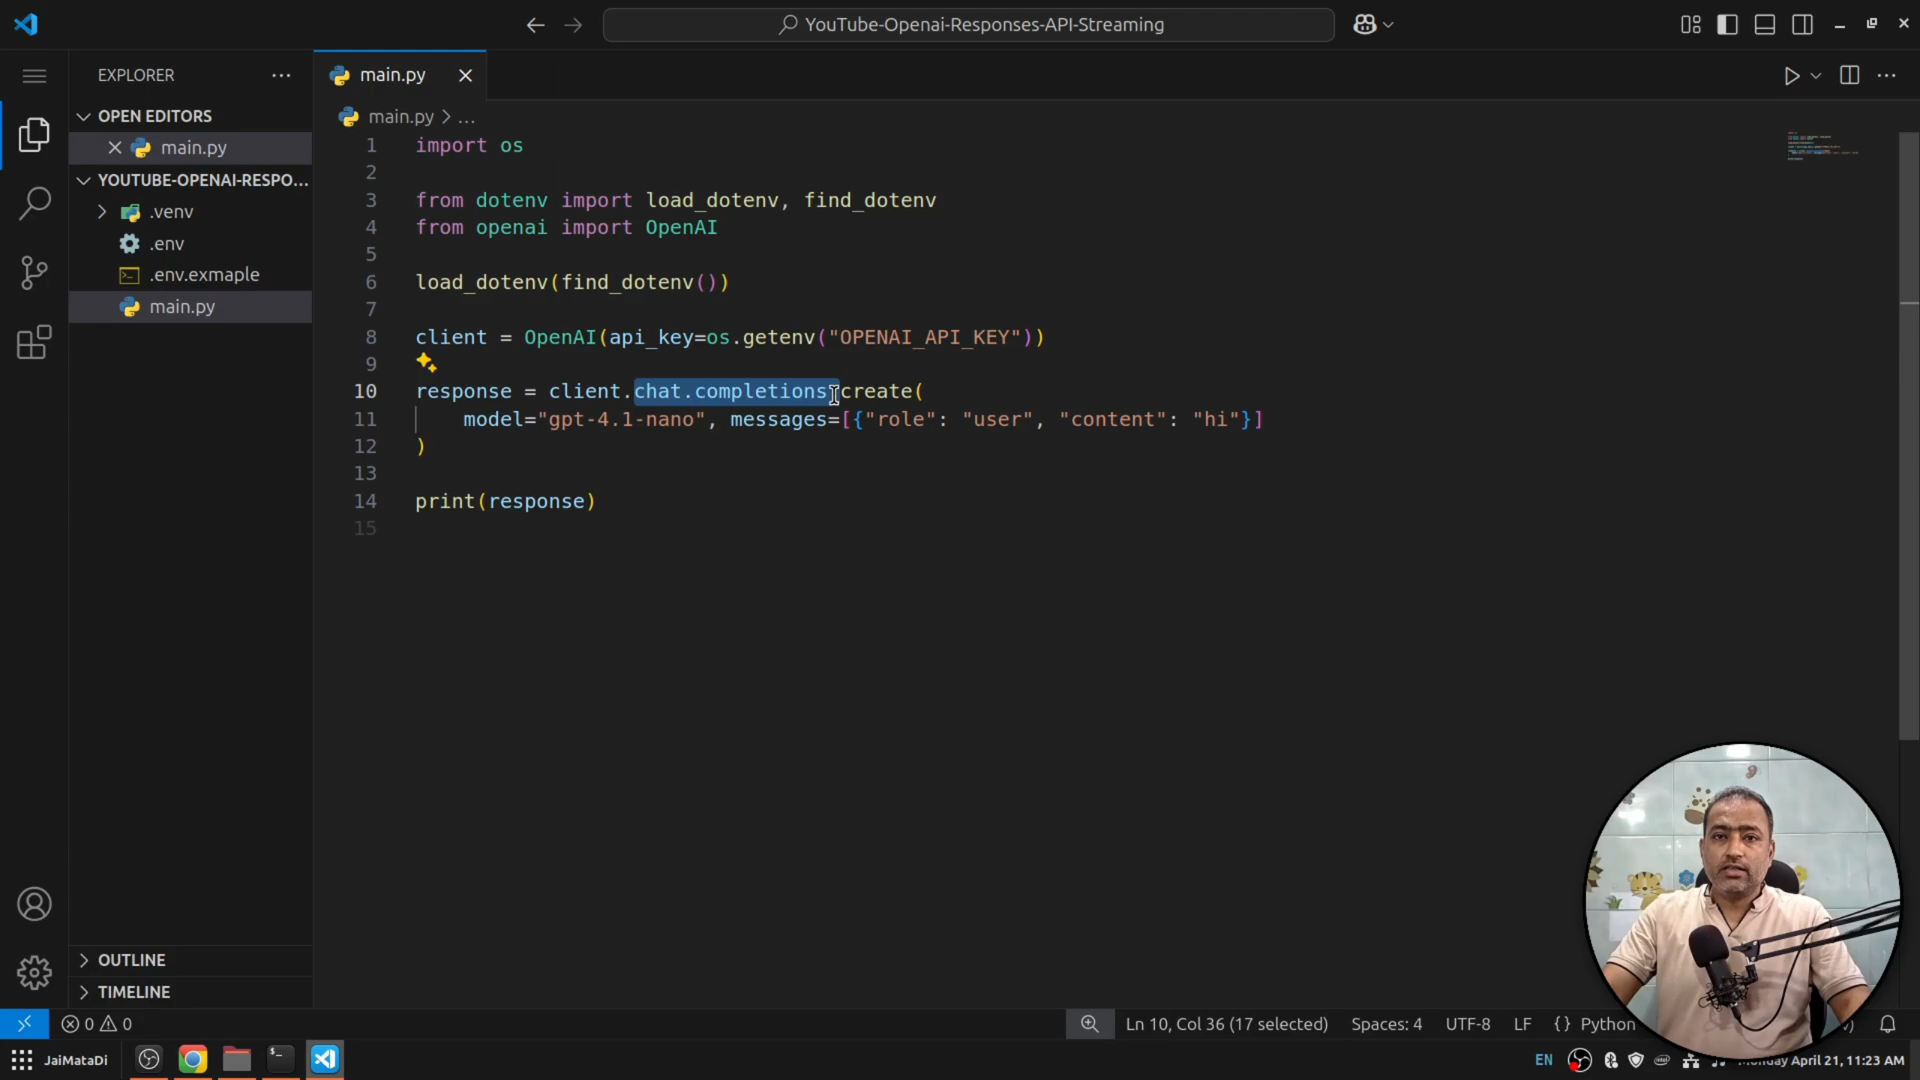 YouTube-Openai-Responses-API-Streaming
EXPLORER
OPEN EDITORS
main.py
YOUTUBE-OPENAI-RESPO...
.venv
.env
.env.exmaple
main.py
OUTLINE
TIMELINE
main.py
main.py > ...
1 import os
2
3 from dotenv import load_dotenv, find_dotenv
4 from openai import OpenAI
5
6 load_dotenv(find_dotenv())
7
8 client = OpenAI(api_key=os.getenv("OPENAI_API_KEY"))
9
10 response = client.chat.completions.create(
11 model="gpt-4.1-nano", messages=[{"role": "user", "content": "hi"}]
12 )
13
14 print(response)
15
0 0
Ln 10, Col 36 (17 selected) Spaces: 4 UTF-8 LF {} Python
JaiMataDi
EN
Monday April 21, 11:23 AM